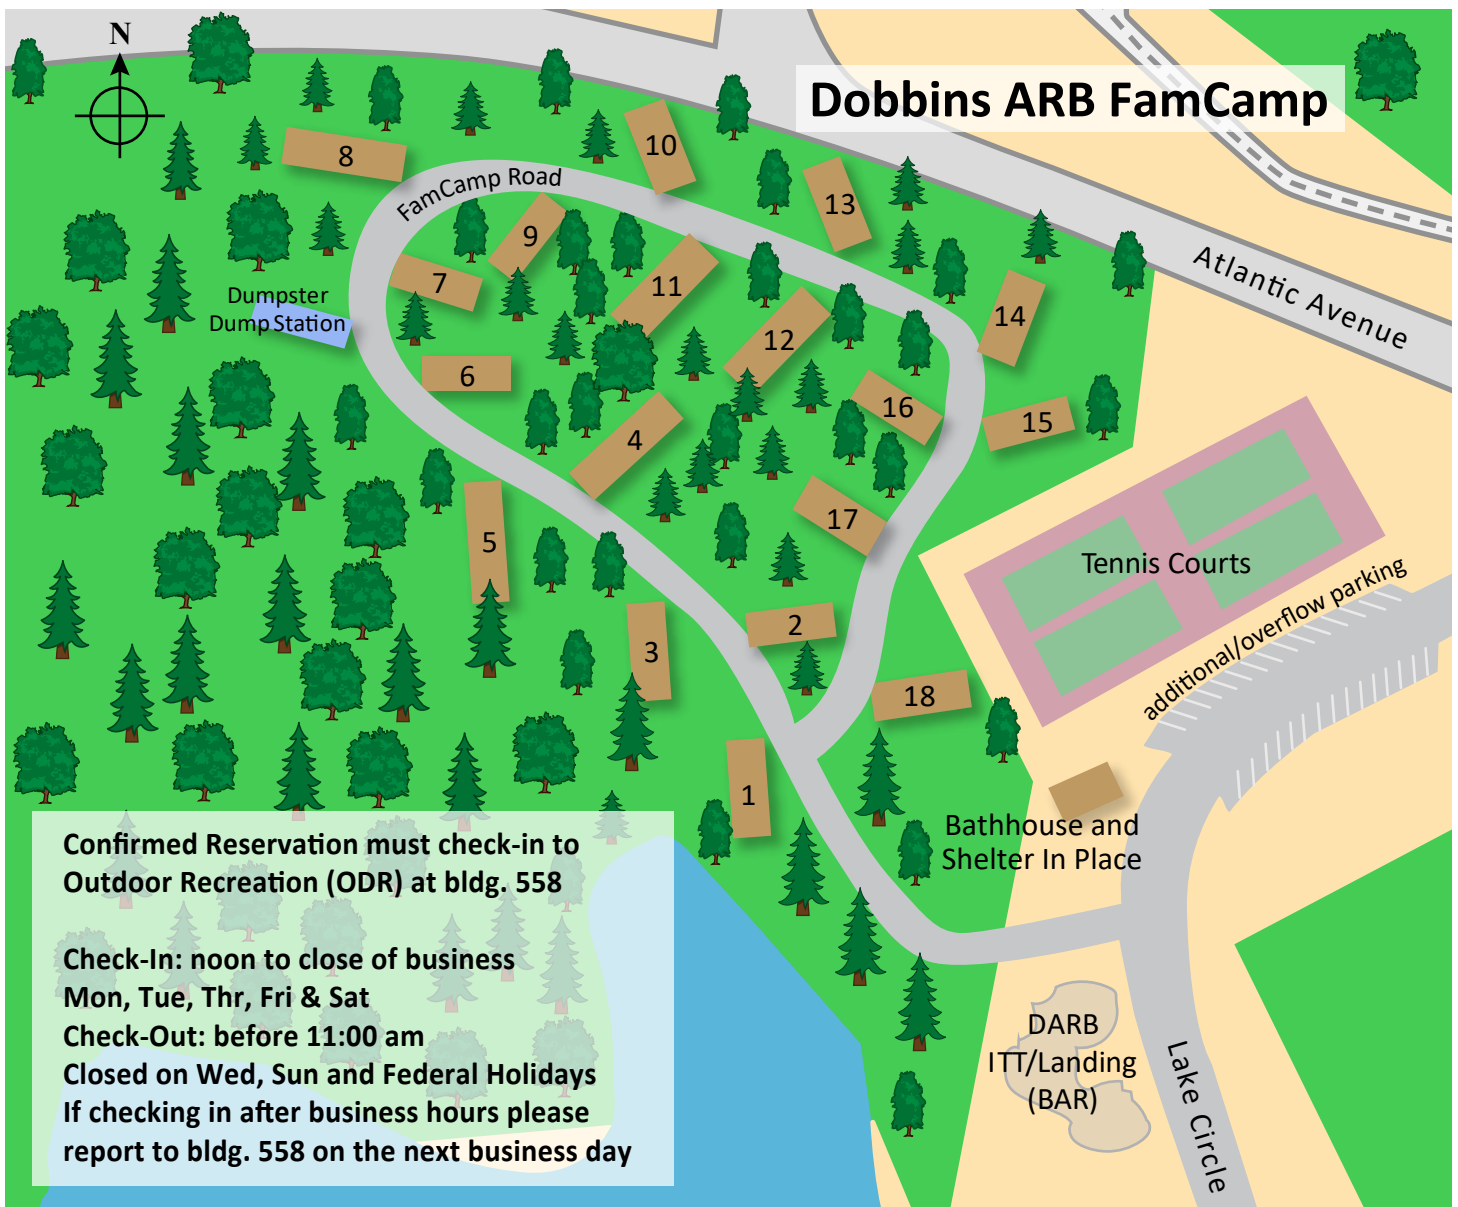 N
Dobbins ARB FamCamp
10
8
FamCamp Road
13
9
Atlantic Avenue
7
11
Dumpster
Dump Station
14
12
6
16
15
4
17
5
Tennis Courts
additional/overflow parking
2
3
18
1
Bathhouse and
Shelter In Place
Confirmed Reservation must check-in to
Outdoor Recreation (ODR) at bldg. 558
Check-In: noon to close of business
Mon, Tue, Thr, Fri & Sat
Check-Out: before 11:00 am
Closed on Wed, Sun and Federal Holidays
If checking in after business hours please
report to bldg. 558 on the next business day
DARB
ITT/Landing
(BAR)
Lake Circle